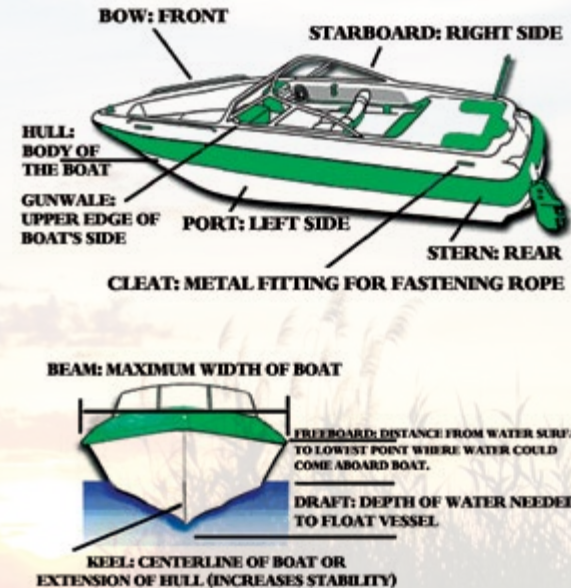 BOW: FRONT
STARBOARD: RIGHT SIDE
HULL:
BODY OF
THE BOAT
GUNWALE:
UPPER EDGE OF
BOAT'S SIDE
PORT: LEFT SIDE
STERN: REAR
CLEAT: METAL FITTING FOR FASTENING ROPE
BEAM: MAXIMUM WIDTH OF BOAT
FREEBOARD: DISTANCE FROM WATER SURFA
TO LOWEST POINT WHERE WATER COULD
COME ABOARD BOAT.
DRAFT: DEPTH OF WATER NEEDED
TO FLOAT VESSEL
KEEL: CENTERLINE OF BOAT OR
EXTENSION OF HULL (INCREASES STABILITY)